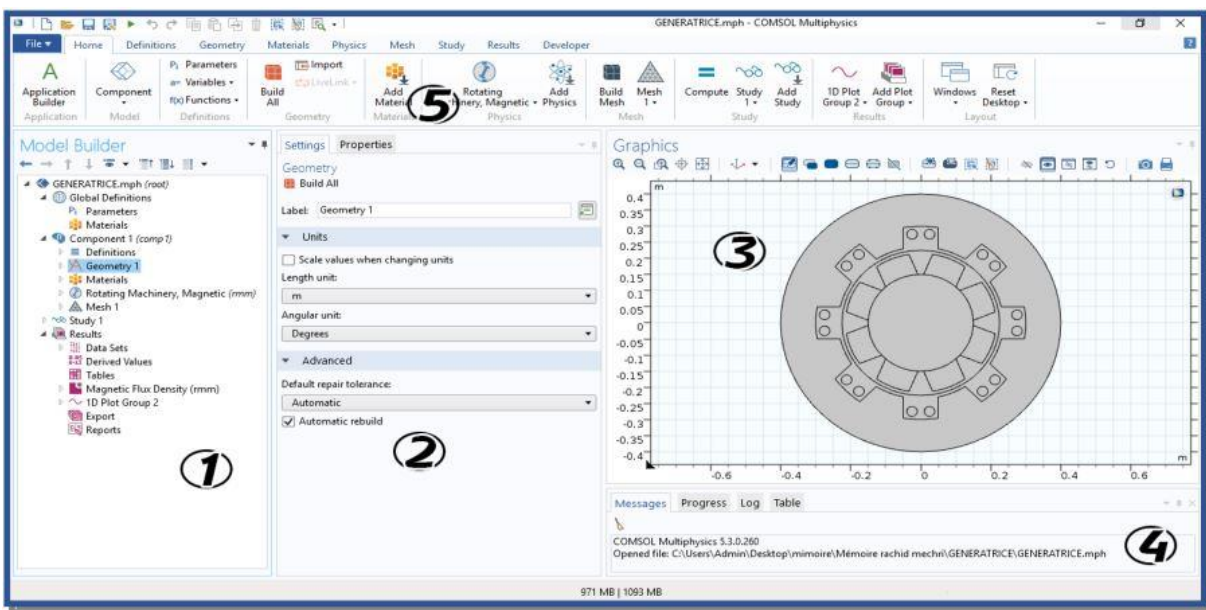 GENERATRICE.mph - COMSOL Multiphysics
File Home Definitions Geometry Materials Physics Mesh Study Results Developer
Application Builder
Component
Pi Parameters
a= Variables
f(x) Functions
Build All
Import
LiveLink
Add Material
Rotating
nery, Magnetic
Add Physics
Build Mesh
Mesh 1
Compute
Study 1
Add Study
1D Plot Group 2
Add Plot Group
Windows
Reset Desktop
Application Model Definitions Geometry Materials Physics Mesh Study Results Layout
5
Model Builder
GENERATRICE.mph (root)
Global Definitions
Pi Parameters
Materials
Component 1 (comp1)
Definitions
Geometry 1
Materials
Rotating Machinery, Magnetic (rmm)
Mesh 1
Study 1
Results
Data Sets
Derived Values
Tables
Magnetic Flux Density (rmm)
1D Plot Group 2
Export
Reports
1
Settings Properties
Geometry
Build All
Label: Geometry 1
Units
Scale values when changing units
Length unit:
m
Angular unit:
Degrees
Advanced
Default repair tolerance:
Automatic
Automatic rebuild
2
Graphics
m
0.4
0.35
0.3
0.25
0.2
0.15
0.1
0.05
0
-0.05
-0.1
-0.15
-0.2
-0.25
-0.3
-0.35
-0.4
3
m
-0.6 -0.4 -0.2 0 0.2 0.4 0.6
Messages Progress Log Table
COMSOL Multiphysics 5.3.0.260
Opened file: C:\Users\Admin\Desktop\mimoire\Mémoire rachid mechri\GENERATRICE\GENERATRICE.mph
4
971 MB | 1093 MB